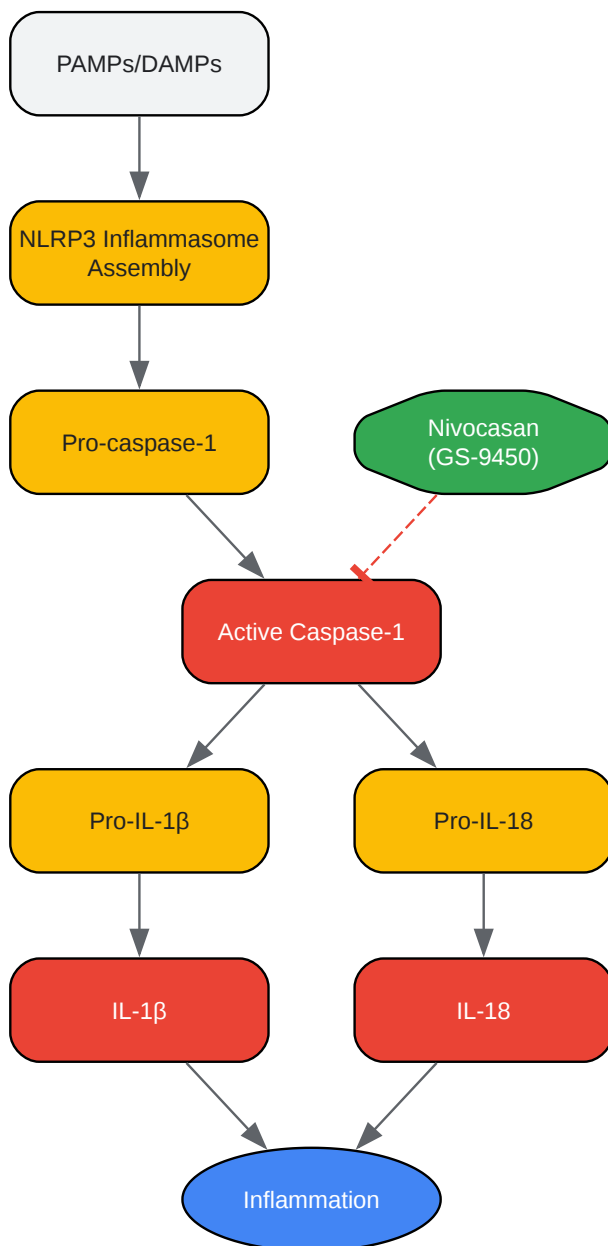 PAMPs/DAMPs
NLRP3 Inflammasome
Assembly
Pro-caspase-1
Nivocasan
(GS-9450)
Active Caspase-1
Pro-IL-1β
Pro-IL-18
IL-1β
IL-18
Inflammation